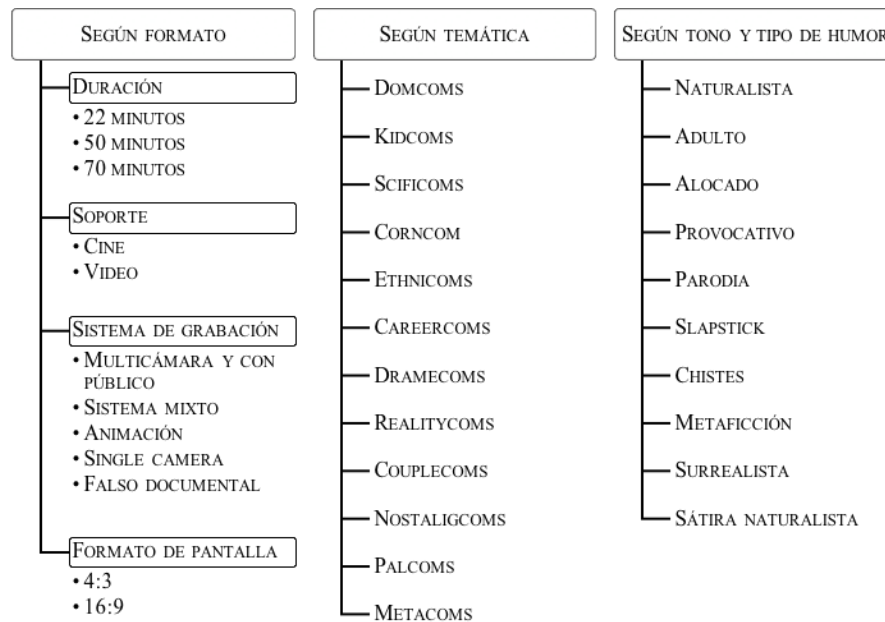 SEGÚN FORMATO
DURACIÓN
• 22 MINUTOS
• 50 MINUTOS
• 70 MINUTOS
SOPORTE
• CINE
• VIDEO
SISTEMA DE GRABACIÓN
• MULTICÁMARA Y CON
PÚBLICO
• SISTEMA MIXTO
• ANIMACIÓN
• SINGLE CAMERA
• FALSO DOCUMENTAL
FORMATO DE PANTALLA
• 4:3
• 16:9
SEGÚN TEMÁTICA
DOMCOMS
KIDCOMS
SCIFICOMS
CORNCOM
ETHNICOMS
CAREERCOMS
DRAMECOMS
REALITYCOMS
COUPLECOMS
NOSTALIGCOMS
PALCOMS
METACOMS
SEGÚN TONO Y TIPO DE HUMOR
NATURALISTA
ADULTO
ALOCADO
PROVOCATIVO
PARODIA
SLAPSTICK
CHISTES
METAFICCIÓN
SURREALISTA
SÁTIRA NATURALISTA